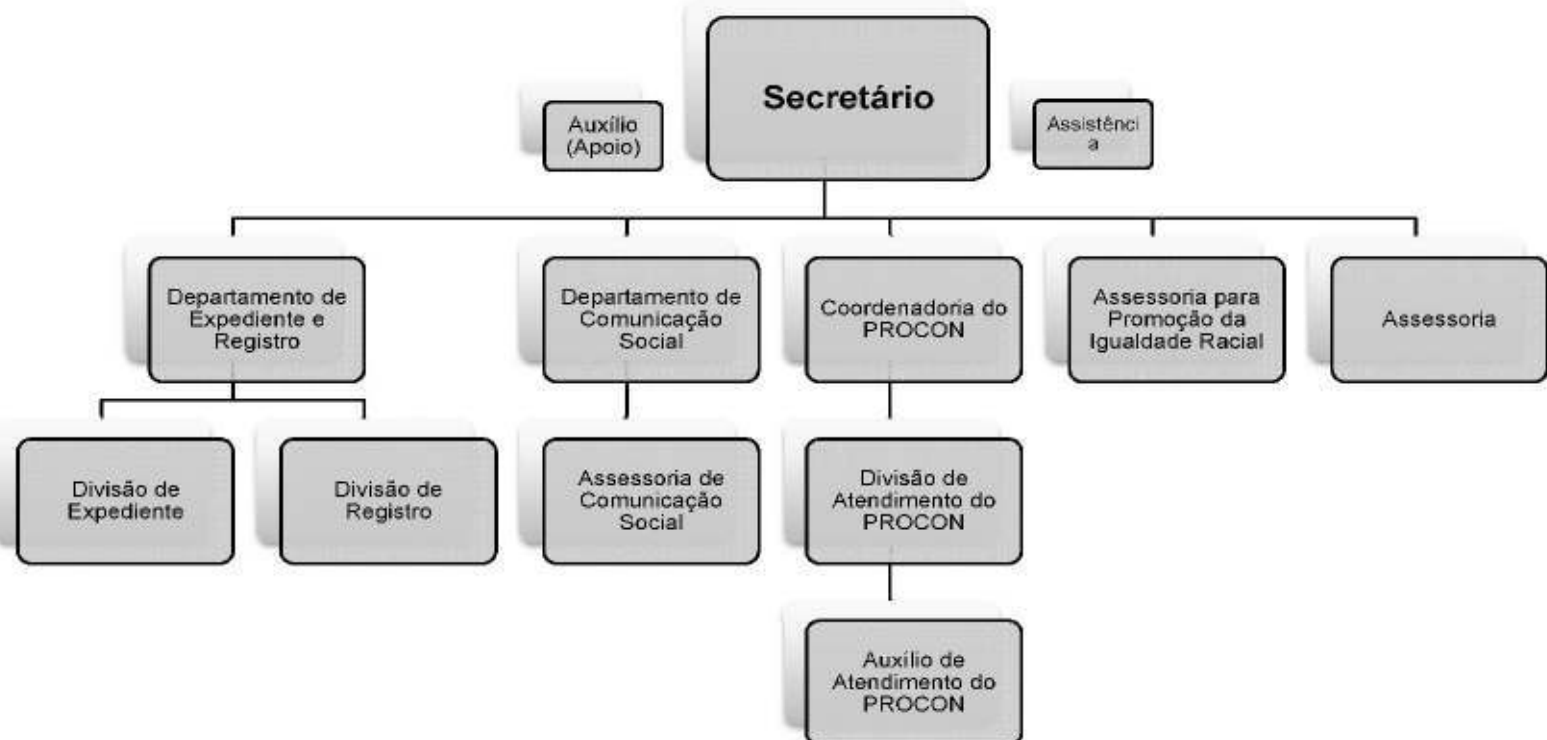 Secretário
Auxílio
(Apoio)
Assistênci
a
Departamento de
Expediente e
Registro
Departamento de
Comunicação
Social
Coordenadoria do
PROCON
Assessoria para
Promoção da
Igualdade Racial
Assessoria
Divisão de
Expediente
Divisão de
Registro
Assessoria de
Comunicação
Social
Divisão de
Atendimento do
PROCON
Auxílio de
Atendimento do
PROCON